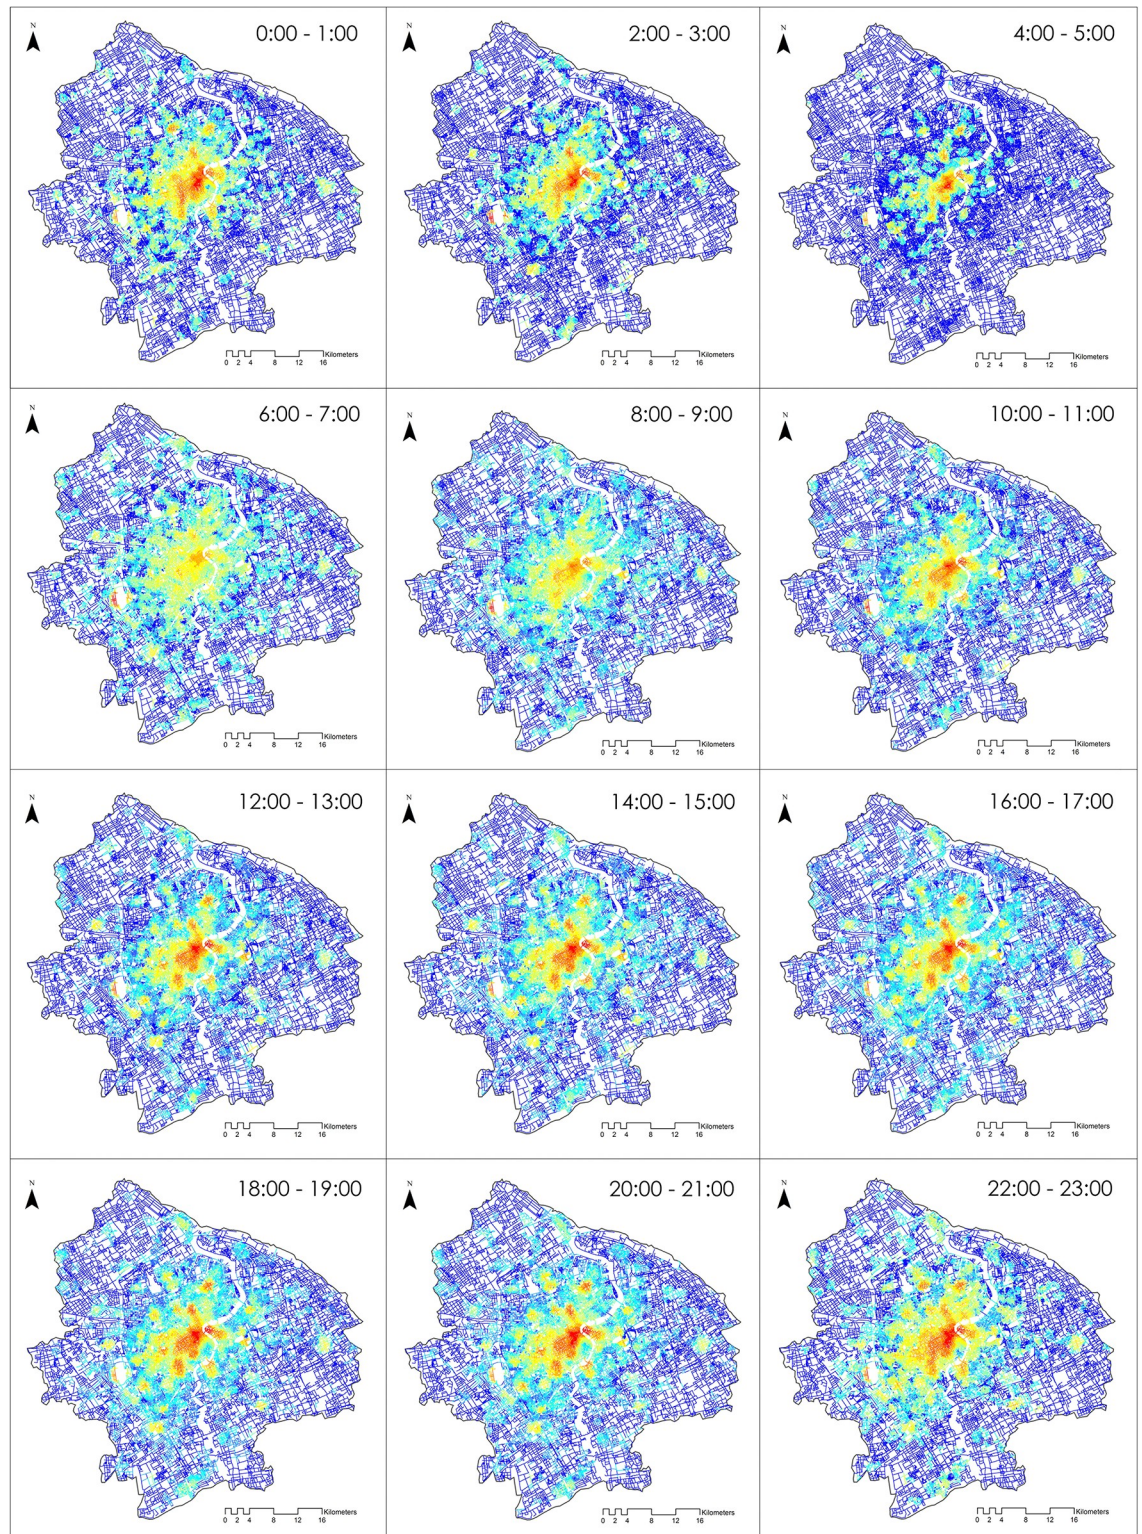 N
0:00 - 1:00
Kilometers
0 2 4 8 12 16
N
2:00 - 3:00
Kilometers
0 2 4 8 12 16
N
4:00 - 5:00
Kilometers
0 2 4 8 12 16
N
6:00 - 7:00
Kilometers
0 2 4 8 12 16
N
8:00 - 9:00
Kilometers
0 2 4 8 12 16
N
10:00 - 11:00
Kilometers
0 2 4 8 12 16
N
12:00 - 13:00
Kilometers
0 2 4 8 12 16
N
14:00 - 15:00
Kilometers
0 2 4 8 12 16
N
16:00 - 17:00
Kilometers
0 2 4 8 12 16
N
18:00 - 19:00
Kilometers
0 2 4 8 12 16
N
20:00 - 21:00
Kilometers
0 2 4 8 12 16
N
22:00 - 23:00
Kilometers
0 2 4 8 12 16